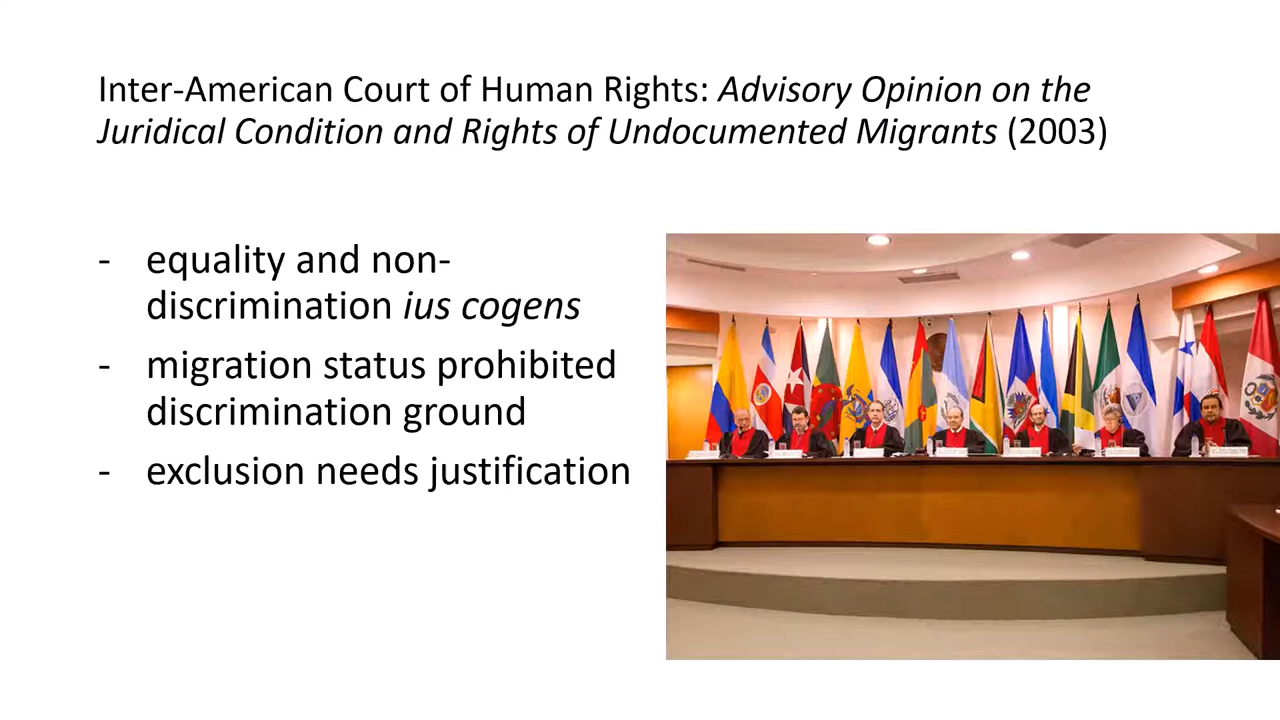 Inter-American Court of Human Rights: Advisory Opinion on the
Juridical Condition and Rights of Undocumented Migrants (2003)
- equality and non-
discrimination ius cogens
- migration status prohibited
discrimination ground
- exclusion needs justification